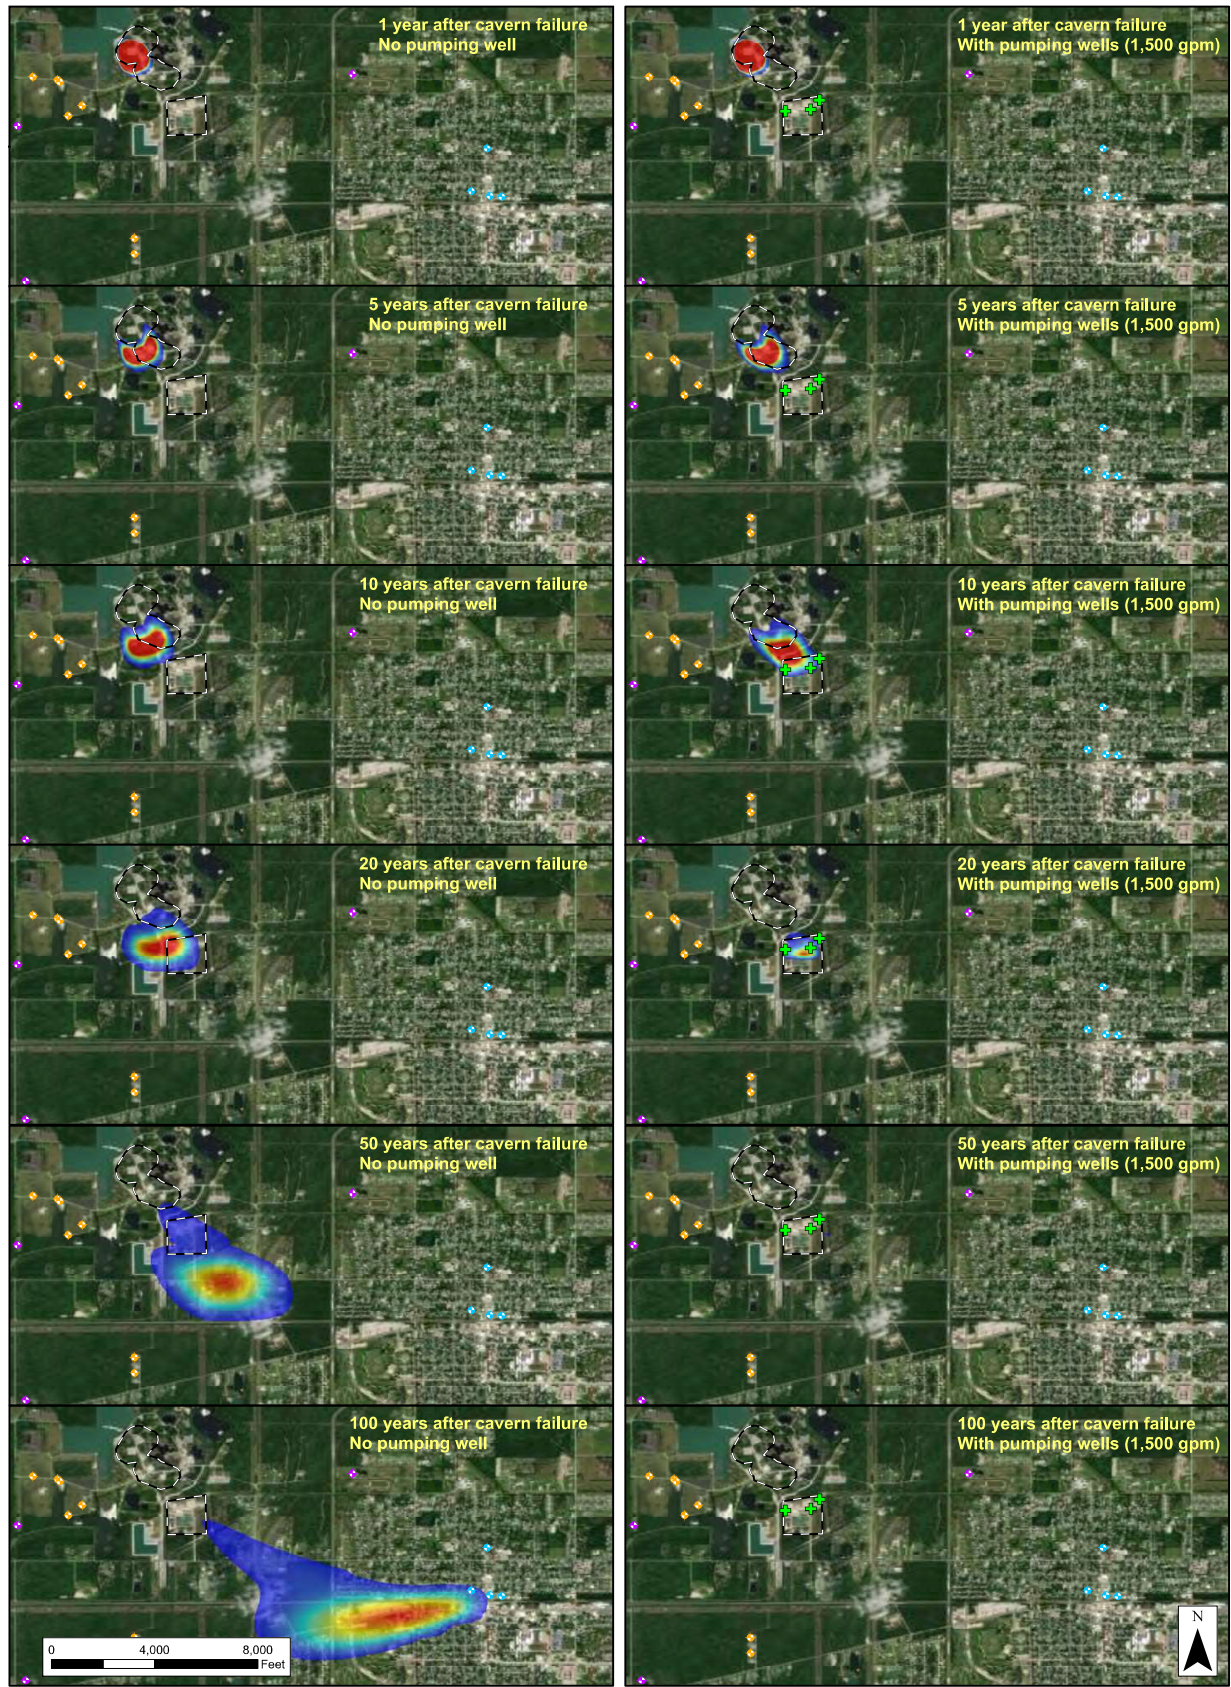 1 year after cavern failure
No pumping well
1 year after cavern failure
With pumping wells (1,500 gpm)
5 years after cavern failure
No pumping well
5 years after cavern failure
With pumping wells (1,500 gpm)
10 years after cavern failure
No pumping well
10 years after cavern failure
With pumping wells (1,500 gpm)
20 years after cavern failure
No pumping well
20 years after cavern failure
With pumping wells (1,500 gpm)
50 years after cavern failure
No pumping well
50 years after cavern failure
With pumping wells (1,500 gpm)
100 years after cavern failure
No pumping well
100 years after cavern failure
With pumping wells (1,500 gpm)
0 4,000 8,000
Feet
N